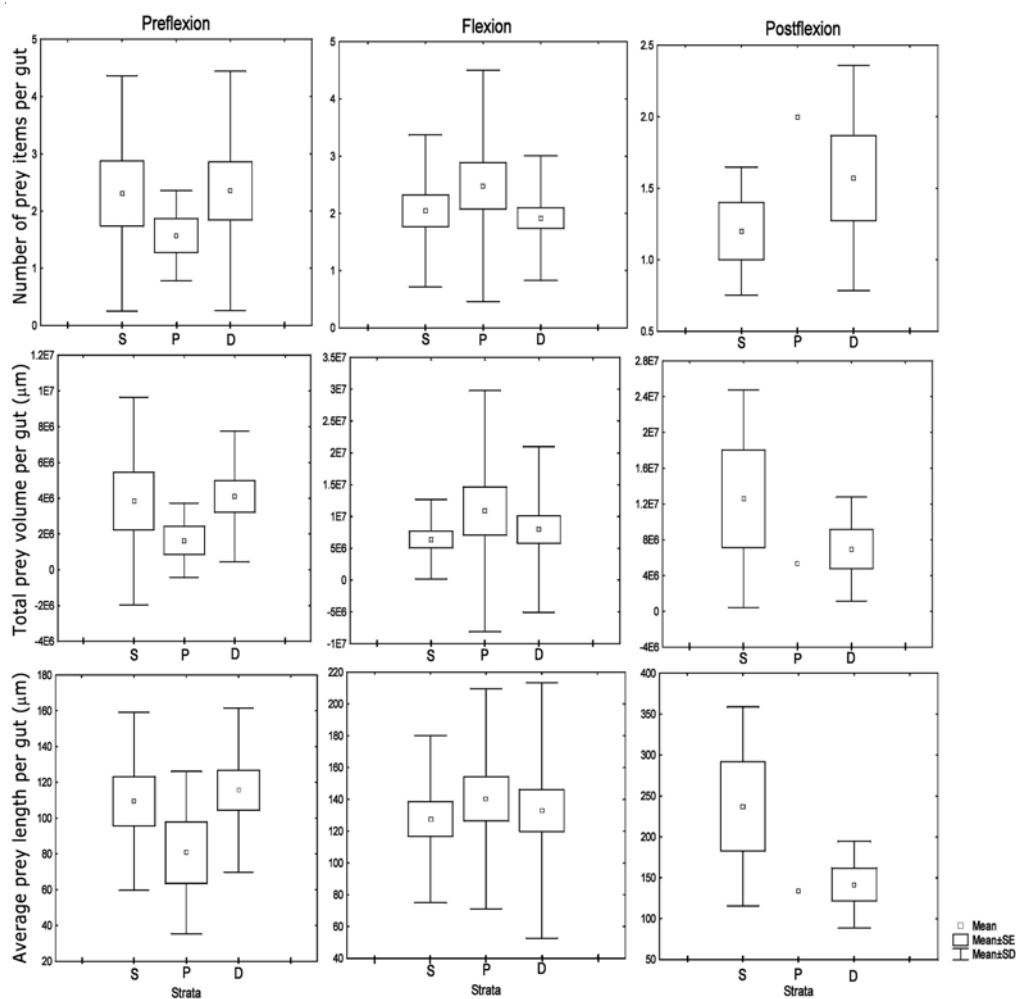 Preflexion
Flexion
Postflexion
Number of prey items per gut
5
4
3
2
1
0
S P D
5
4
3
2
1
0
S P D
2.5
2.0
1.5
1.0
0.5
S P D
Total prey volume per gut (μm)
1.2E7
1E7
8E6
6E6
4E6
2E6
0
-2E6
-4E6
S P D
3.5E7
3E7
2.5E7
2E7
1.5E7
1E7
5E6
0
-5E6
-1E7
S P D
2.8E7
2.4E7
2E7
1.6E7
1.2E7
8E6
4E6
0
-4E6
S P D
Average prey length per gut (μm)
180
160
140
120
100
80
60
40
20
S P D
Strata
220
200
180
160
140
120
100
80
60
40
S P D
Strata
400
350
300
250
200
150
100
50
S P D
Strata
Mean
Mean±SE
Mean±SD